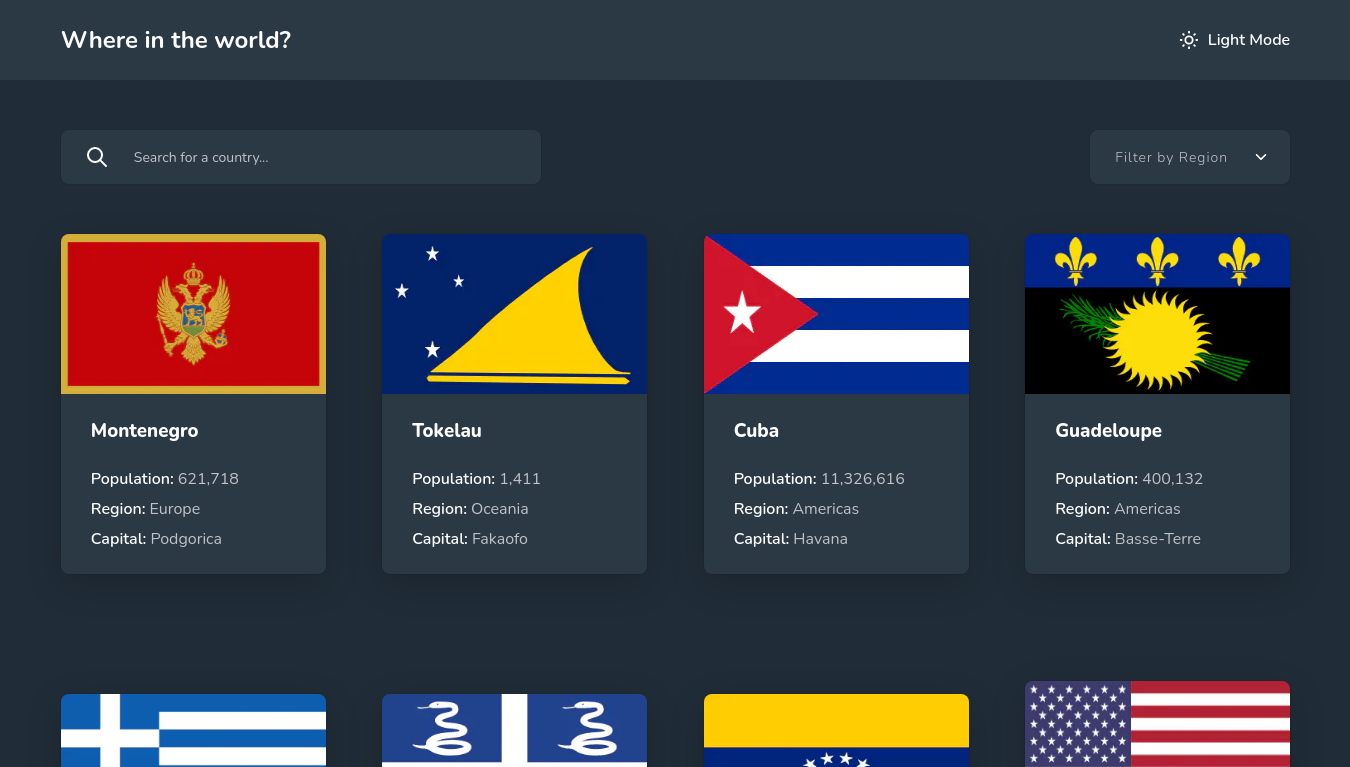 Where in the world?
Light Mode
Search for a country...
Filter by Region
Montenegro
Population: 621,718
Region: Europe
Capital: Podgorica
Tokelau
Population: 1,411
Region: Oceania
Capital: Fakaofo
Cuba
Population: 11,326,616
Region: Americas
Capital: Havana
Guadeloupe
Population: 400,132
Region: Americas
Capital: Basse-Terre